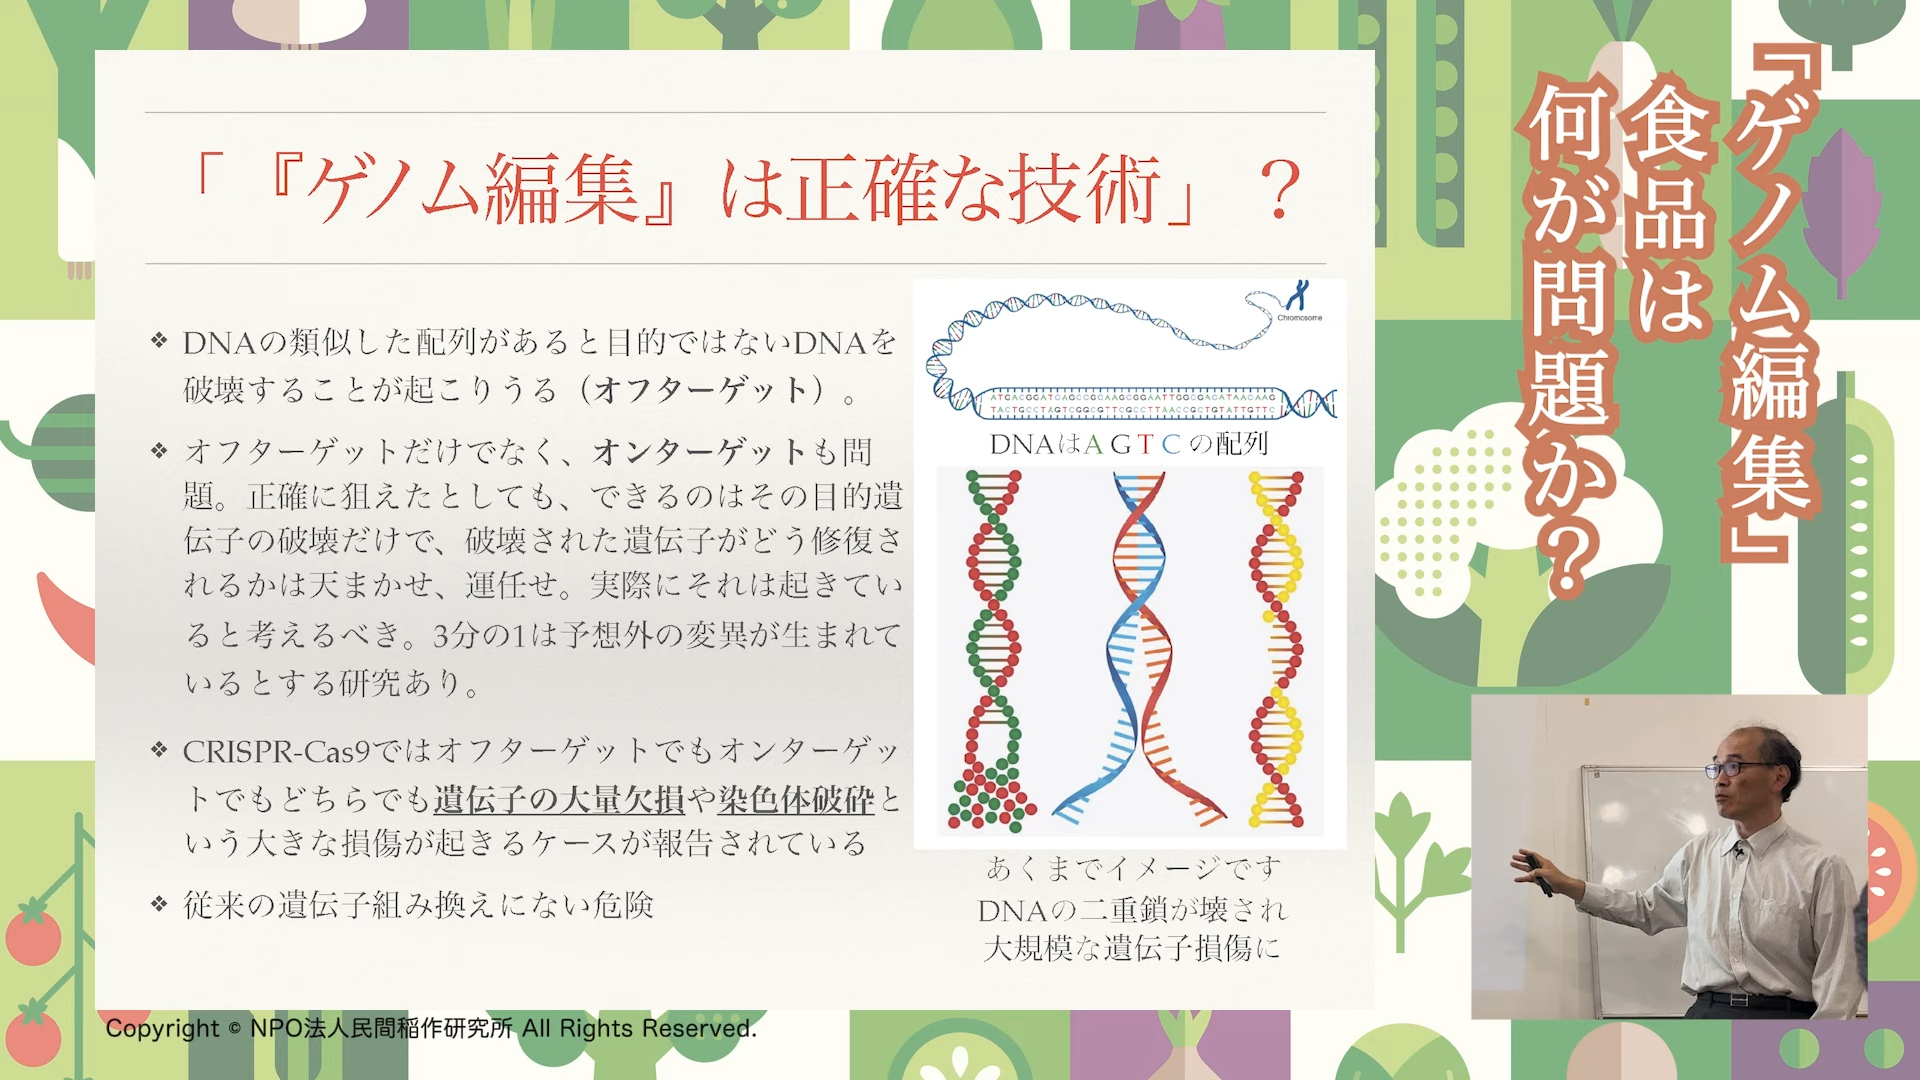 「『ゲノム編集』は正確な技術」？
❖ DNAの類似した配列があると目的ではないDNAを
破壊することが起こりうる（オフターゲット）。
❖ オフターゲットだけでなく、オンターゲットも問
題。正確に狙えたとしても、できるのはその目的遺
伝子の破壊だけで、破壊された遺伝子がどう修復さ
れるかは天まかせ、運任せ。実際にそれは起きてい
ると考えるべき。3分の1は予想外の変異が生まれて
いるとする研究あり。
❖ CRISPR-Cas9ではオフターゲットでもオンターゲッ
トでもどちらでも遺伝子の大量欠損や染色体破砕と
いう大きな損傷が起きるケースが報告されている
❖ 従来の遺伝子組み換えにない危険
Chromosome
DNAはA G T C の配列
あくまでイメージです
DNAの二重鎖が壊され
大規模な遺伝子損傷に
『ゲノム編集』
食品は
何が問題か？
Copyright © NPO法人民間稲作研究所 All Rights Reserved.